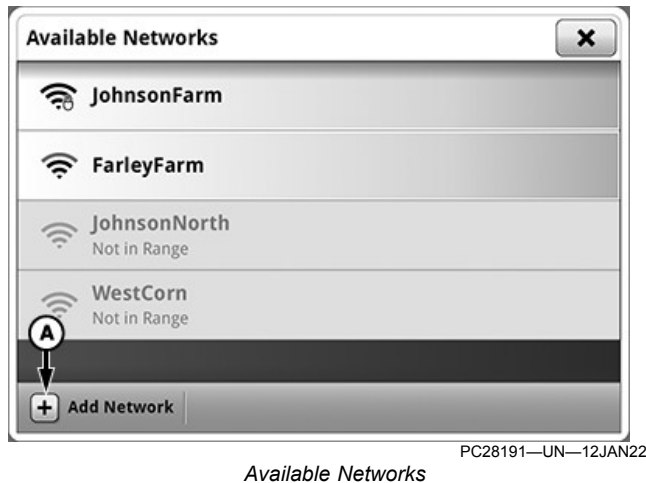 Available Networks
JohnsonFarm
FarleyFarm
JohnsonNorth
Not in Range
WestCorn
Not in Range
A
Add Network
PC28191—UN—12JAN22
Available Networks